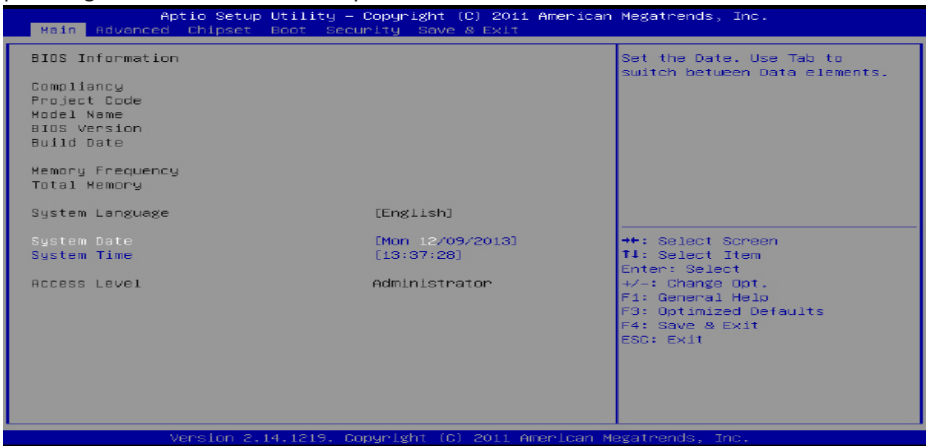 Aptio Setup Utility – Copyright (C) 2011 American Megatrends, Inc.
Main Advanced Chipset Boot Security Save & Exit
BIOS Information
Compliancy
Project Code
Model Name
BIOS Version
Build Date
Memory Frequency
Total Memory
System Language [English]
System Date [Mon 12/09/2013]
System Time [13:37:28]
Access Level Administrator
Set the Date. Use Tab to
switch between Data elements.
→←: Select Screen
↑↓: Select Item
Enter: Select
+/-: Change Opt.
F1: General Help
F3: Optimized Defaults
F4: Save & Exit
ESC: Exit
Version 2.14.1219. Copyright (C) 2011 American Megatrends, Inc.